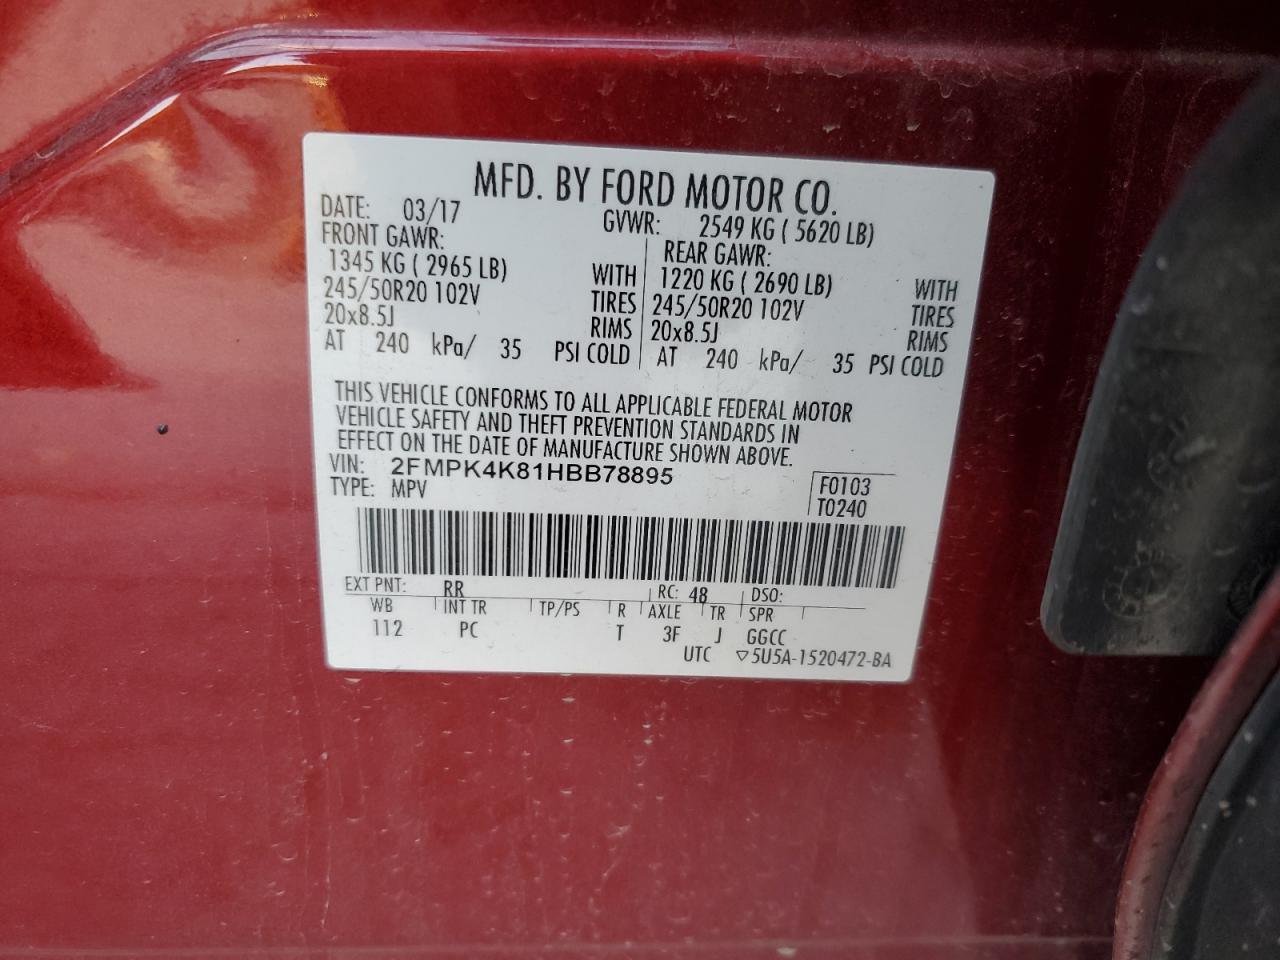 MFD. BY FORD MOTOR CO.
DATE: 03/17 GVWR: 2549 KG ( 5620 LB)
FRONT GAWR: REAR GAWR:
1345 KG ( 2965 LB) WITH 1220 KG ( 2690 LB) WITH
245/50R20 102V TIRES 245/50R20 102V TIRES
20x8.5J RIMS 20x8.5J RIMS
AT 240 kPa/ 35 PSI COLD AT 240 kPa/ 35 PSI COLD
THIS VEHICLE CONFORMS TO ALL APPLICABLE FEDERAL MOTOR
VEHICLE SAFETY AND THEFT PREVENTION STANDARDS IN
EFFECT ON THE DATE OF MANUFACTURE SHOWN ABOVE.
VIN: 2FMPK4K81HBB78895
TYPE: MPV
F0103
T0240
EXT PNT: RR RC: 48 DSO:
WB INT TR TP/PS R AXLE TR SPR
112 PC T 3F J GGCC
UTC ▽5U5A-1520472-BA